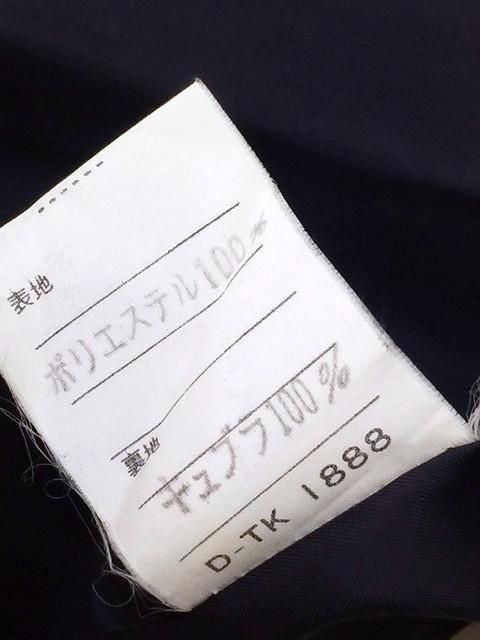 表地
ポリエステル100%
裏地
キュプラ100%
D-TK 1888